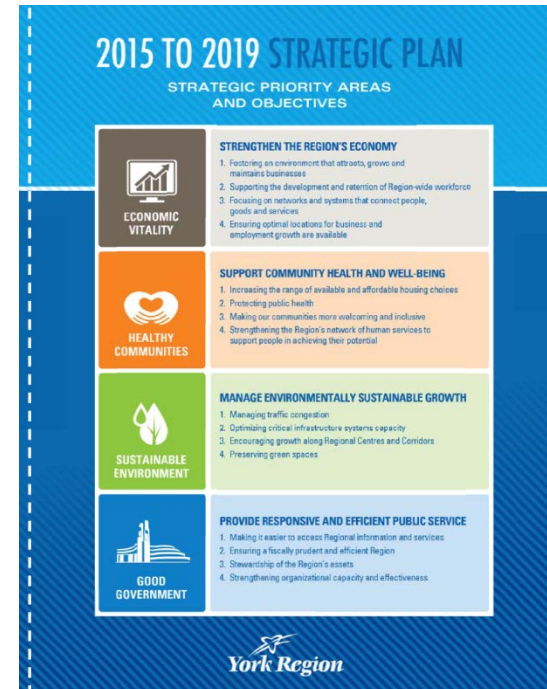 2015 TO 2019 STRATEGIC PLAN
STRATEGIC PRIORITY AREAS
AND OBJECTIVES
ECONOMIC
VITALITY
STRENGTHEN THE REGION'S ECONOMY
1. Fostering an environment that attracts, grows and
maintains businesses
2. Supporting the development and retention of Region-wide workforce
3. Focusing on networks and systems that connect people,
goods and services
4. Ensuring optimal locations for business and
employment growth are available
HEALTHY
COMMUNITIES
SUPPORT COMMUNITY HEALTH AND WELL-BEING
1. Increasing the range of available and affordable housing choices
2. Protecting public health
3. Making our communities more welcoming and inclusive
4. Strengthening the Region's network of human services to
support people in achieving their potential
SUSTAINABLE
ENVIRONMENT
MANAGE ENVIRONMENTALLY SUSTAINABLE GROWTH
1. Managing traffic congestion
2. Optimizing critical infrastructure systems capacity
3. Encouraging growth along Regional Centres and Corridors
4. Preserving green spaces
GOOD
GOVERNMENT
PROVIDE RESPONSIVE AND EFFICIENT PUBLIC SERVICE
1. Making it easier to access Regional information and services
2. Ensuring a fiscally prudent and efficient Region
3. Stewardship of the Region's assets
4. Strengthening organizational capacity and effectiveness
York Region